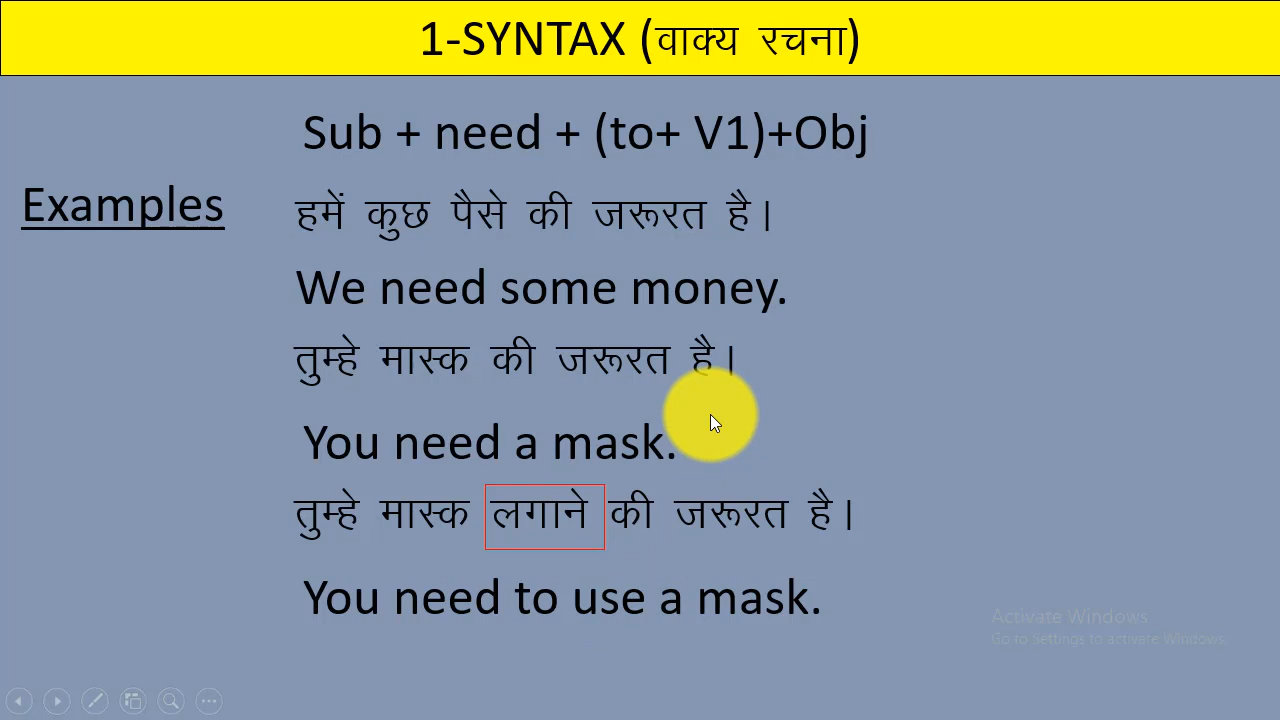 1-SYNTAX (वाक्य रचना)
Sub + need + (to+ V1)+Obj
Examples
हमें कुछ पैसे की जरूरत है।
We need some money.
तुम्हे मास्क की जरूरत है।
You need a mask.
तुम्हे मास्क लगाने की जरूरत है।
You need to use a mask.
Activate Windows
Go to Settings to activate Windows.